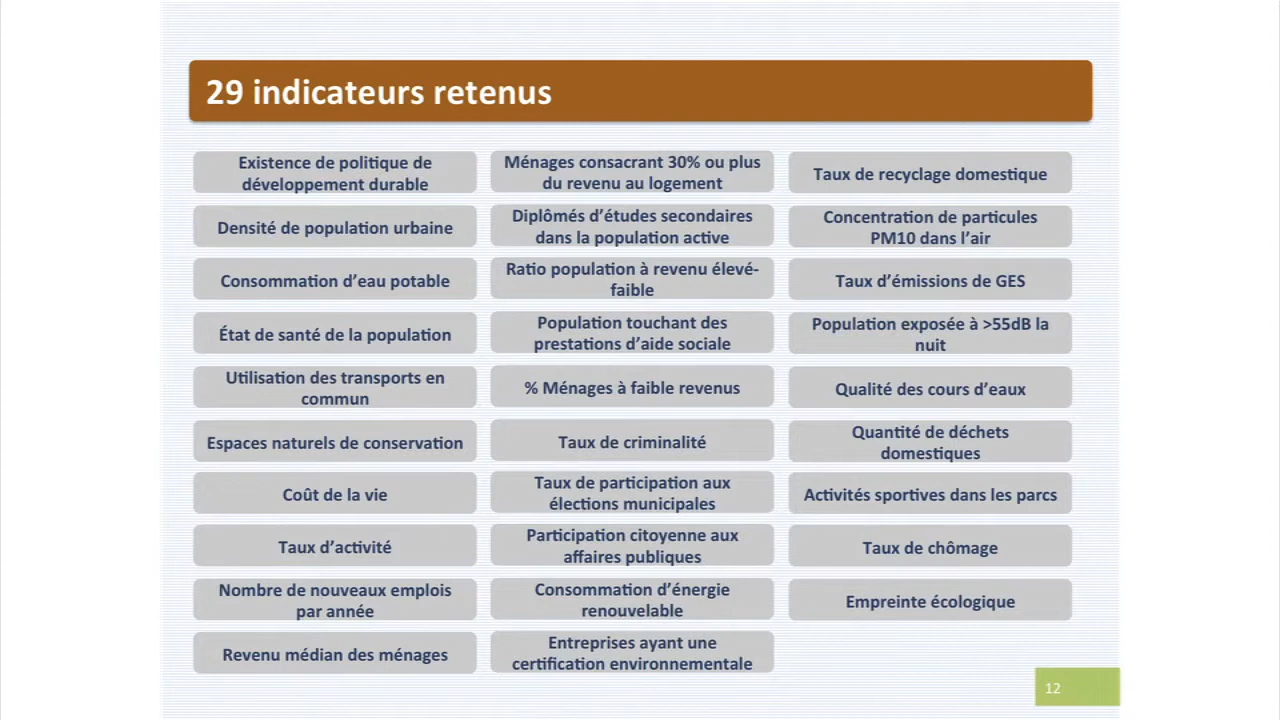 29 indicateurs retenus
Existence de politique de
développement durable
Densité de population urbaine
Consommation d'eau potable
État de santé de la population
Utilisation des transports en
commun
Espaces naturels de conservation
Coût de la vie
Taux d'activité
Nombre de nouveaux emplois
par année
Revenu médian des ménages
Ménages consacrant 30% ou plus
du revenu au logement
Diplômés d'études secondaires
dans la population active
Ratio population à revenu élevé-
faible
Population touchant des
prestations d'aide sociale
% Ménages à faible revenus
Taux de criminalité
Taux de participation aux
élections municipales
Participation citoyenne aux
affaires publiques
Consommation d'énergie
renouvelable
Entreprises ayant une
certification environnementale
Taux de recyclage domestique
Concentration de particules
PM10 dans l'air
Taux d'émissions de GES
Population exposée à >55dB la
nuit
Qualité des cours d'eaux
Quantité de déchets
domestiques
Activités sportives dans les parcs
Taux de chômage
Empreinte écologique
12